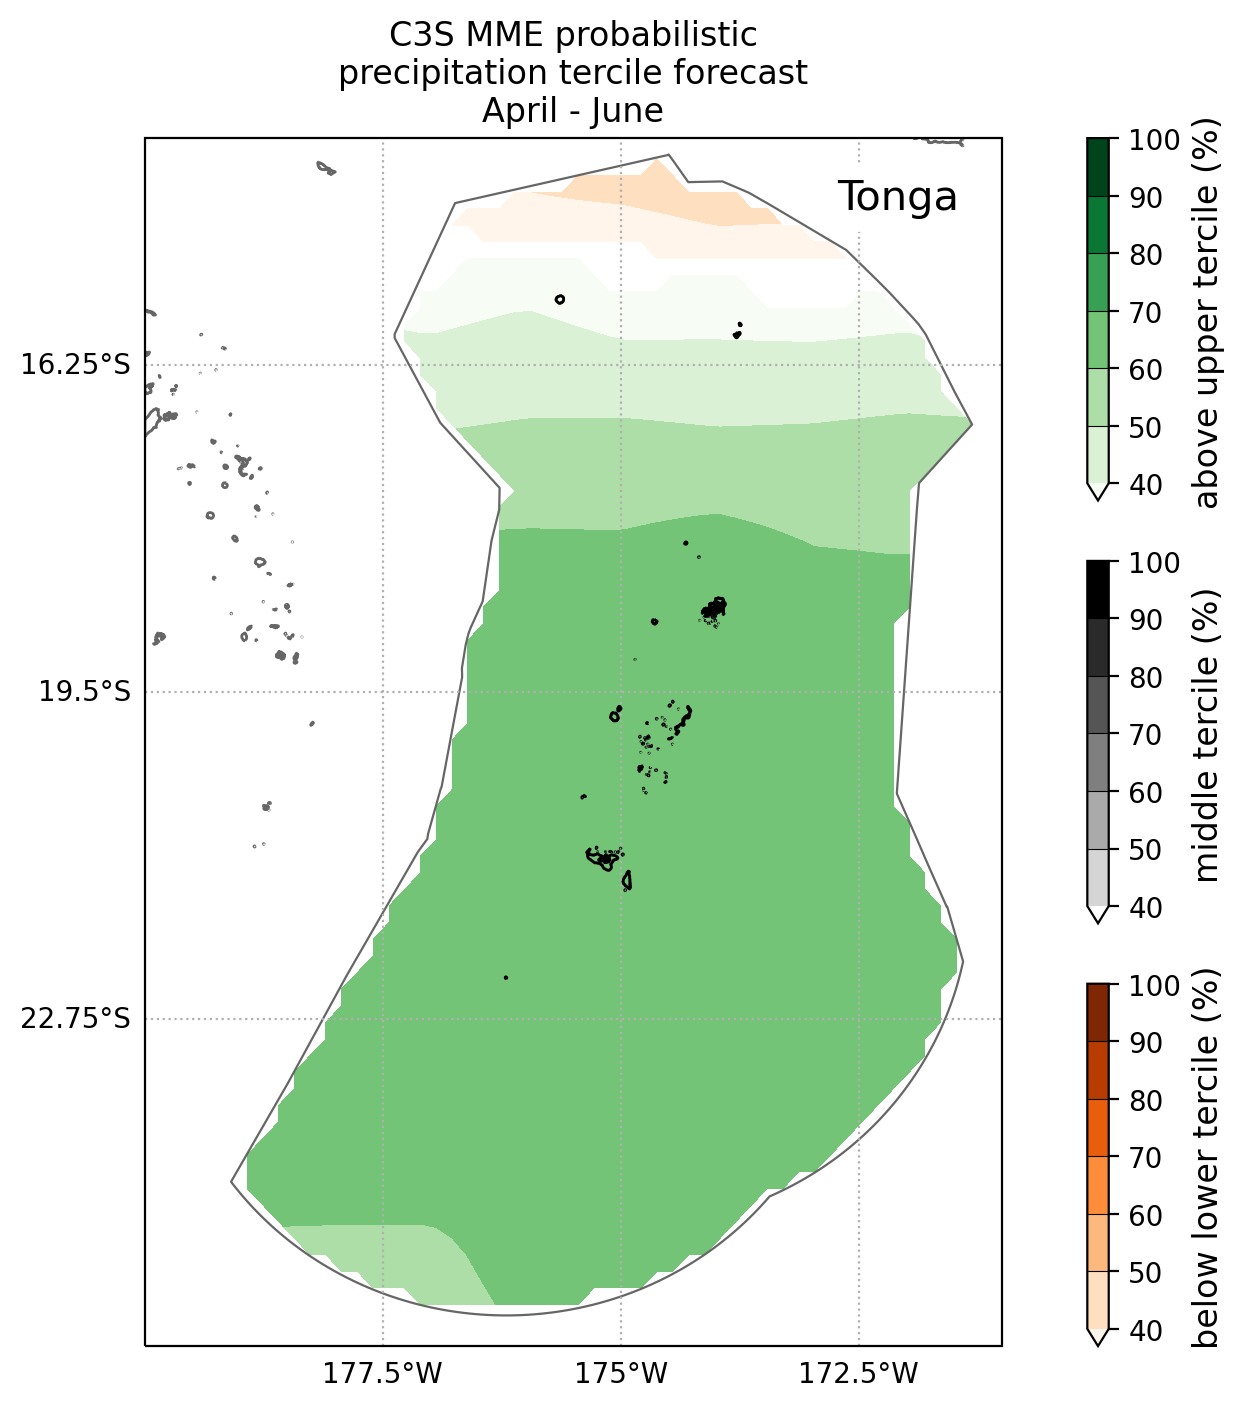 C3S MME probabilistic
precipitation tercile forecast
April - June
Tonga
16.25°S
19.5°S
22.75°S
177.5°W
175°W
172.5°W
100
90
80
70
60
50
40
above upper tercile (%)
100
90
80
70
60
50
40
middle tercile (%)
100
90
80
70
60
50
40
below lower tercile (%)